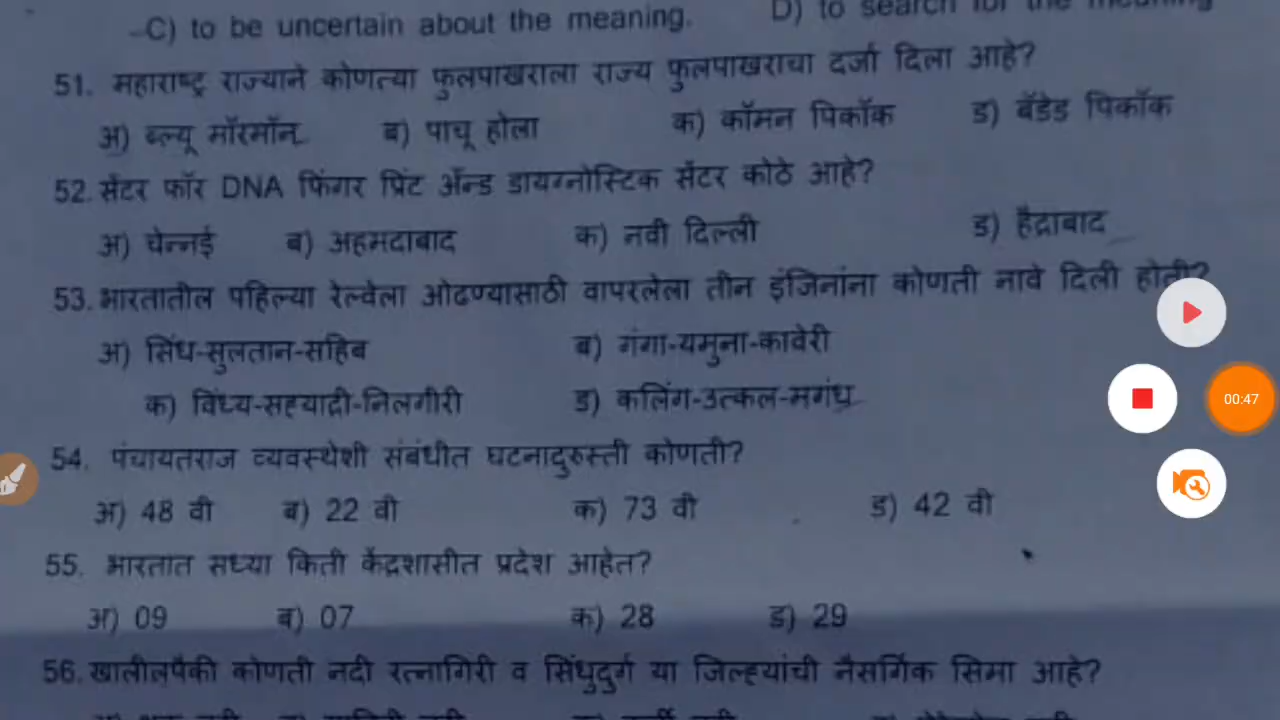 C) to be uncertain about the meaning. D) to search for the meaning
51. महाराष्ट्र राज्याने कोणत्या फुलपाखराला राज्य फुलपाखराचा दर्जा दिला आहे?
अ) ब्ल्यू मॉरमॉन ब) पाचू होला क) कॉमन पिकॉक ड) बॅंडेड पिकॉक
52. सेंटर फॉर DNA फिंगर प्रिंट ॲन्ड डायग्नोस्टिक सेंटर कोठे आहे?
अ) चेन्नई ब) अहमदाबाद क) नवी दिल्ली ड) हैद्राबाद
53. भारतातील पहिल्या रेल्वेला ओढण्यासाठी वापरलेला तीन इंजिनांना कोणती नावे दिली होती?
अ) सिंध-सुलतान-सहिब ब) गंगा-यमुना-कावेरी
क) विंध्य-सह्याद्री-निलगीरी ड) कलिंग-उत्कल-मगंध
54. पंचायतराज व्यवस्थेशी संबंधीत घटनादुरुस्ती कोणती?
अ) 48 वी ब) 22 वी क) 73 वी ड) 42 वी
55. भारतात सध्या किती केंद्रशासीत प्रदेश आहेत?
अ) 09 ब) 07 क) 28 ड) 29
56. खालीलपैकी कोणती नदी रत्नागिरी व सिंधुदुर्ग या जिल्ह्यांची नैसर्गिक सिमा आहे?
00:47